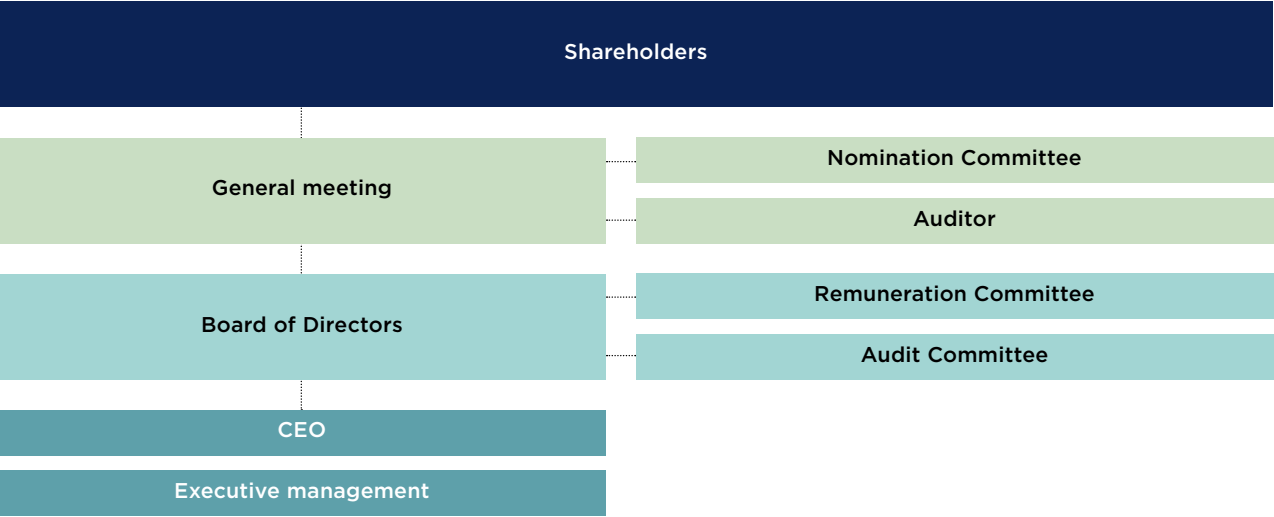 Shareholders
General meeting
Nomination Committee
Auditor
Board of Directors
Remuneration Committee
Audit Committee
CEO
Executive management